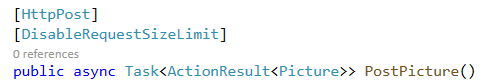 [HttpPost]
[DisableRequestSizeLimit]
0 references
public async Task<ActionResult<Picture>> PostPicture()